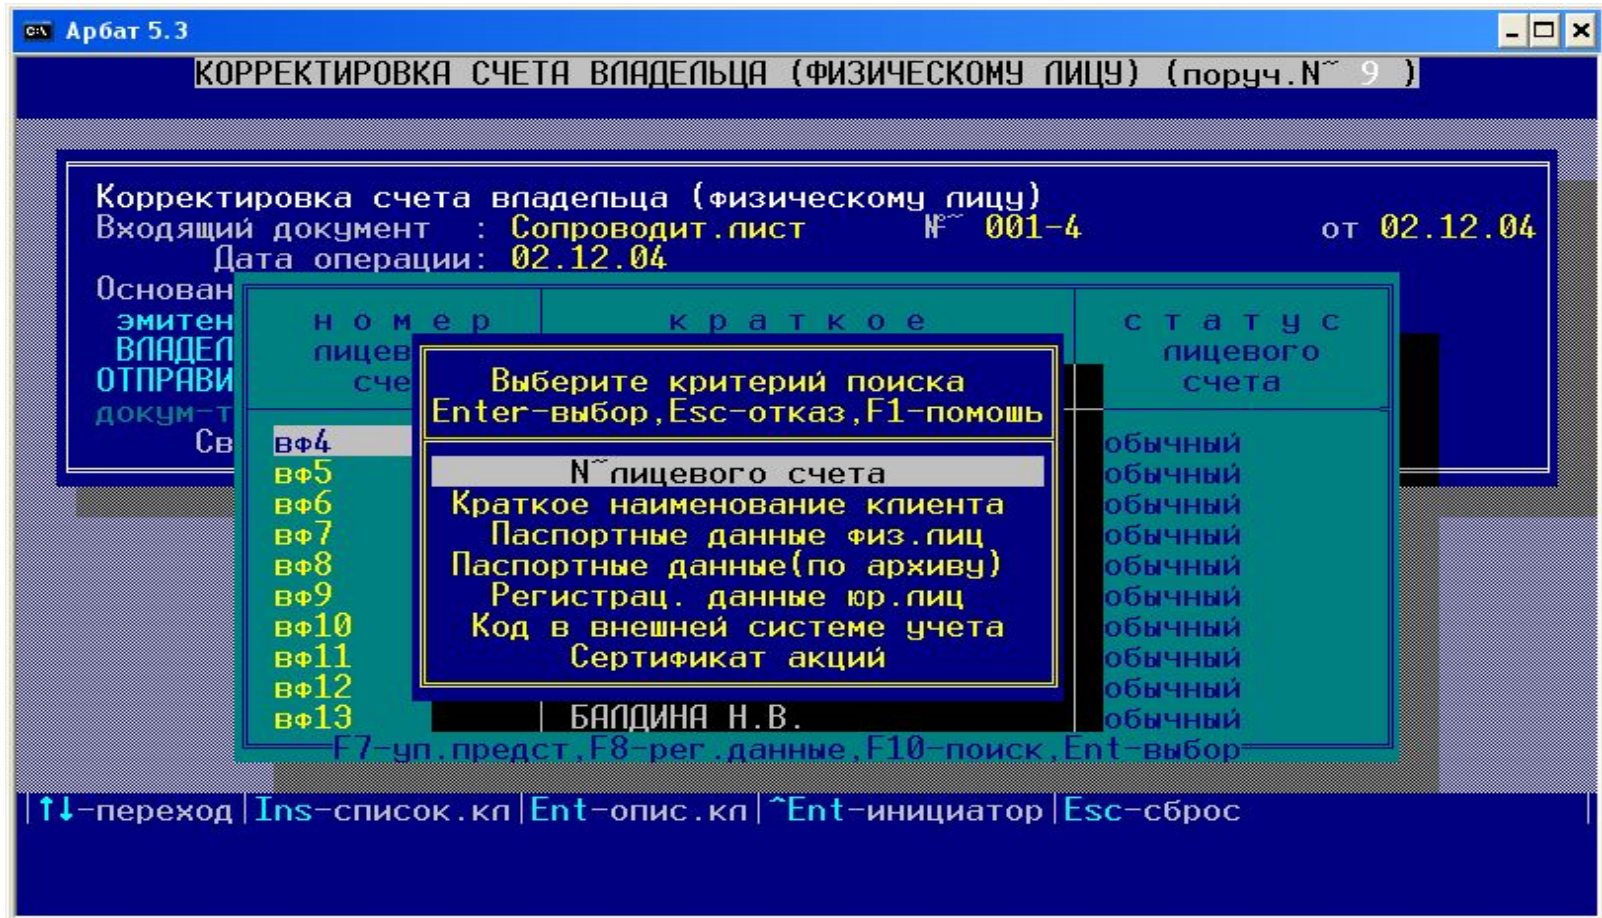 Арбат 5.3
КОРРЕКТИРОВКА СЧЕТА ВЛАДЕЛЬЦА (ФИЗИЧЕСКОМУ ЛИЦУ) (поруч.N~ 9 )
Корректировка счета владельца (физическому лицу)
Входящий документ : Сопроводит.лист №~ 001-4 от 02.12.04
Дата операции: 02.12.04
Основан
эмитен
ВЛАДЕЛ
ОТПРАВИ
докум-т
Св
н о м е р к р а т к о е с т а т у с
лицев лицевого
сче счета
Выберите критерий поиска
Enter-выбор,Esc-отказ,F1-помошь
N~лицевого счета
Краткое наименование клиента
Паспортные данные физ.лиц
Паспортные данные(по архиву)
Регистрац. данные юр.лиц
Код в внешней системе учета
Сертификат акций
вф4 обычный
вф5 обычный
вф6 обычный
вф7 обычный
вф8 обычный
вф9 обычный
вф10 обычный
вф11 обычный
вф12 обычный
вф13 БАЛДИНА Н.В. обычный
F7-уп.предст,F8-рег.данные,F10-поиск,Ent-выбор
|↑↓-переход|Ins-список.кл|Ent-опис.кл|^Ent-инициатор|Esc-сброс |